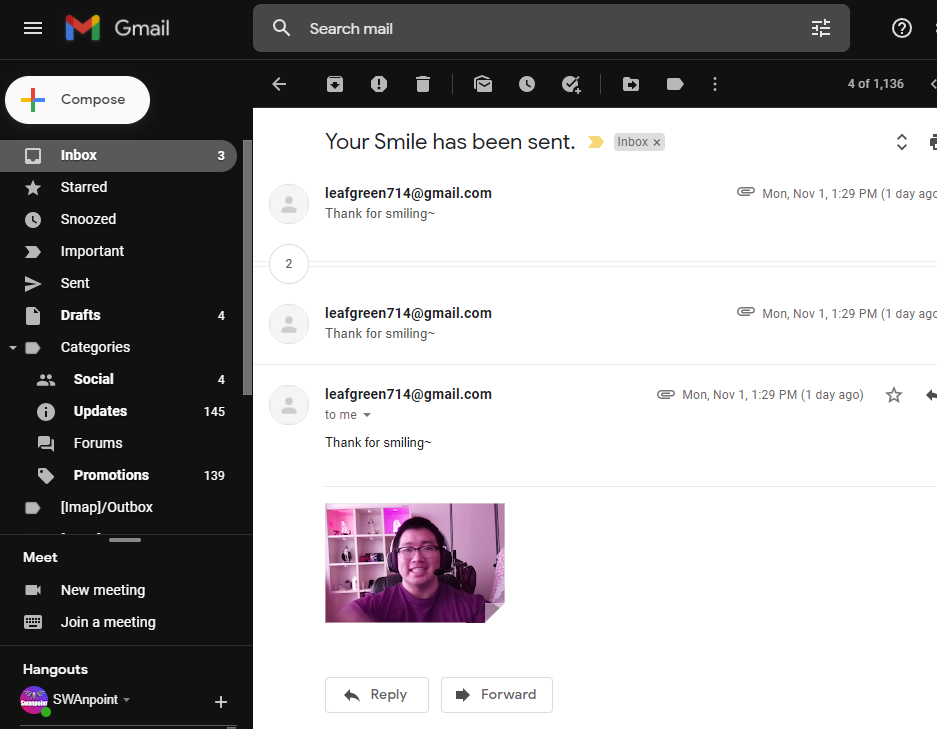 Gmail
Search mail
Compose
4 of 1,136
Inbox 3
Starred
Snoozed
Important
Sent
Drafts 4
Categories
Social 4
Updates 145
Forums
Promotions 139
[Imap]/Outbox
Meet
New meeting
Join a meeting
Hangouts
SWAnpoint
Your Smile has been sent.
Inbox ×
leafgreen714@gmail.com
Mon, Nov 1, 1:29 PM (1 day ago
Thank for smiling~
2
leafgreen714@gmail.com
Mon, Nov 1, 1:29 PM (1 day ago
Thank for smiling~
leafgreen714@gmail.com
Mon, Nov 1, 1:29 PM (1 day ago)
to me
Thank for smiling~
Reply
Forward